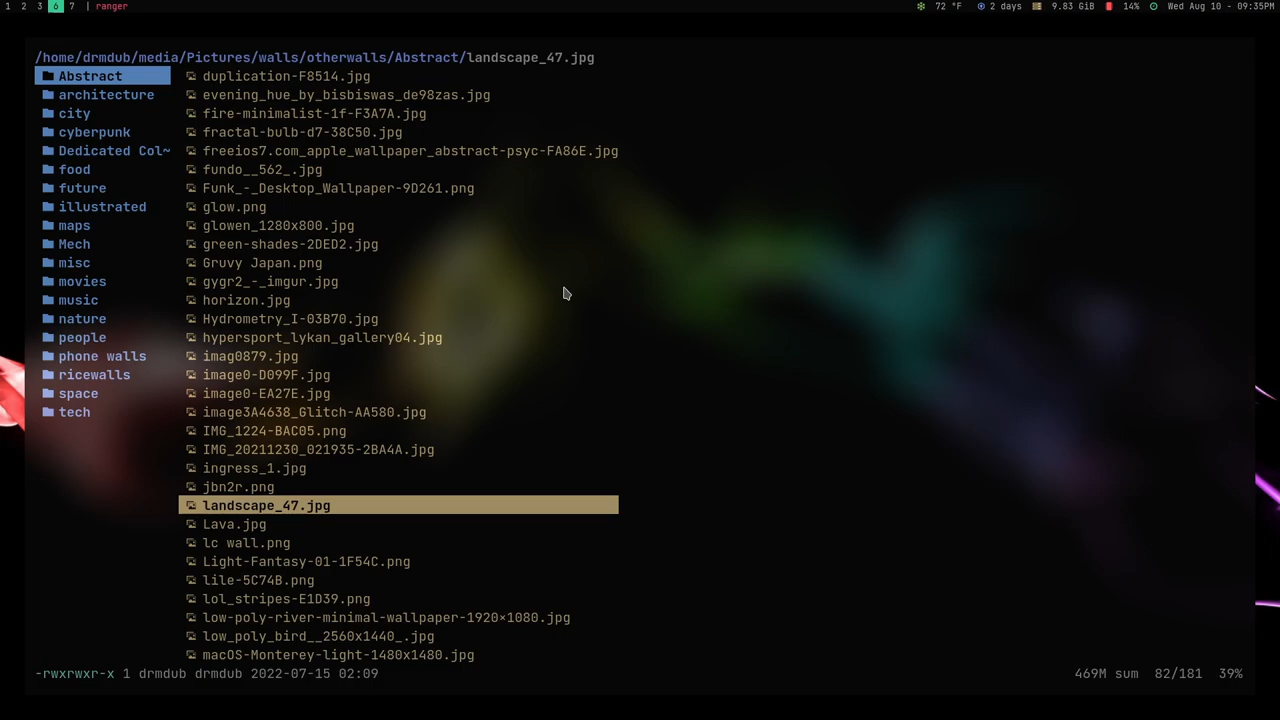 1 2 3 6 7 | ranger 72 °F 2 days 9.83 GiB 14% Wed Aug 10 - 09:35PM
/home/drmdub/media/Pictures/walls/otherwalls/Abstract/landscape_47.jpg
Abstract duplication-F8514.jpg
architecture evening_hue_by_bisbiswas_de98zas.jpg
city fire-minimalist-1f-F3A7A.jpg
cyberpunk fractal-bulb-d7-38C50.jpg
Dedicated Col~ freeios7.com_apple_wallpaper_abstract-psyc-FA86E.jpg
food fundo__562_.jpg
future Funk_-_Desktop_Wallpaper-9D261.png
illustrated glow.png
maps glowen_1280x800.jpg
Mech green-shades-2DED2.jpg
misc Gruvy Japan.png
movies gygr2_-_imgur.jpg
music horizon.jpg
nature Hydrometry_I-03B70.jpg
people hypersport_lykan_gallery04.jpg
phone walls imag0879.jpg
ricewalls image0-D099F.jpg
space image0-EA27E.jpg
tech image3A4638_Glitch-AA580.jpg
IMG_1224-BAC05.png
IMG_20211230_021935-2BA4A.jpg
ingress_1.jpg
jbn2r.png
landscape_47.jpg
Lava.jpg
lc wall.png
Light-Fantasy-01-1F54C.jpg
lile-5C74B.png
lol_stripes-E1D39.png
low-poly-river-minimal-wallpaper-1920×1080.jpg
low_poly_bird__2560x1440_.jpg
macOS-Monterey-light-1480x1480.jpg
-rwxrwxr-x 1 drmdub drmdub 2022-07-15 02:09 469M sum 82/181 39%